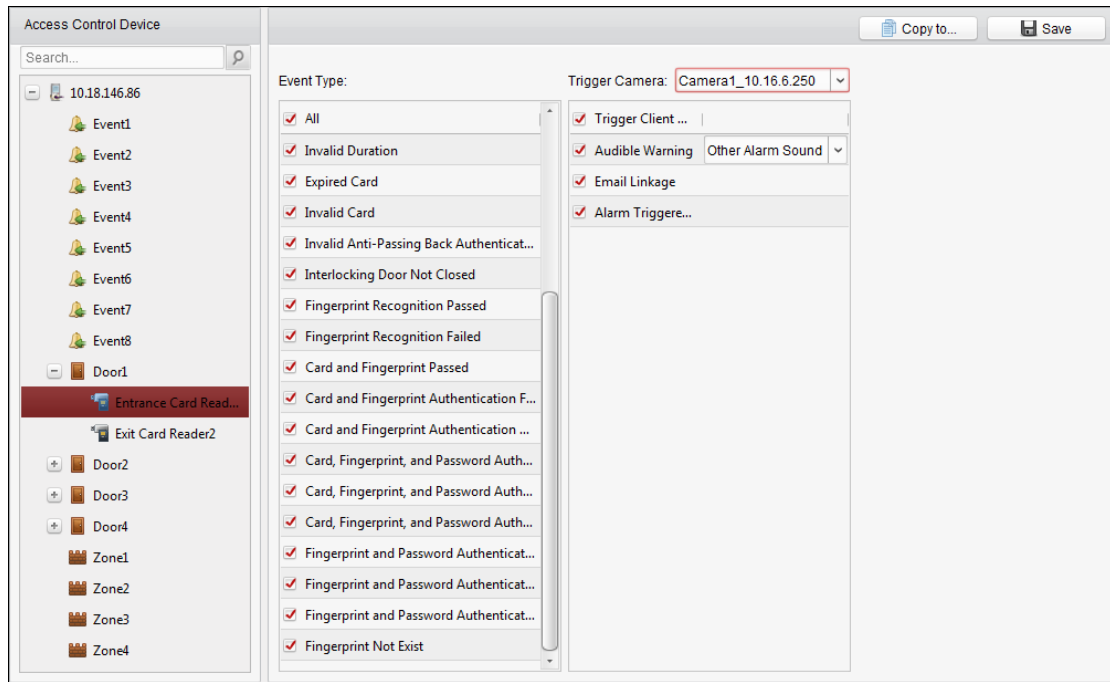 Access Control Device
Copy to...
Save
Search...
10.18.146.86
Event1
Event2
Event3
Event4
Event5
Event6
Event7
Event8
Door1
Entrance Card Read...
Exit Card Reader2
Door2
Door3
Door4
Zone1
Zone2
Zone3
Zone4
Event Type:
All
Invalid Duration
Expired Card
Invalid Card
Invalid Anti-Passing Back Authenticat...
Interlocking Door Not Closed
Fingerprint Recognition Passed
Fingerprint Recognition Failed
Card and Fingerprint Passed
Card and Fingerprint Authentication F...
Card and Fingerprint Authentication ...
Card, Fingerprint, and Password Auth...
Card, Fingerprint, and Password Auth...
Card, Fingerprint, and Password Auth...
Fingerprint and Password Authenticat...
Fingerprint and Password Authenticat...
Fingerprint and Password Authenticat...
Fingerprint Not Exist
Trigger Camera: Camera1_10.16.6.250
Trigger Client ...
Audible Warning Other Alarm Sound
Email Linkage
Alarm Triggere...